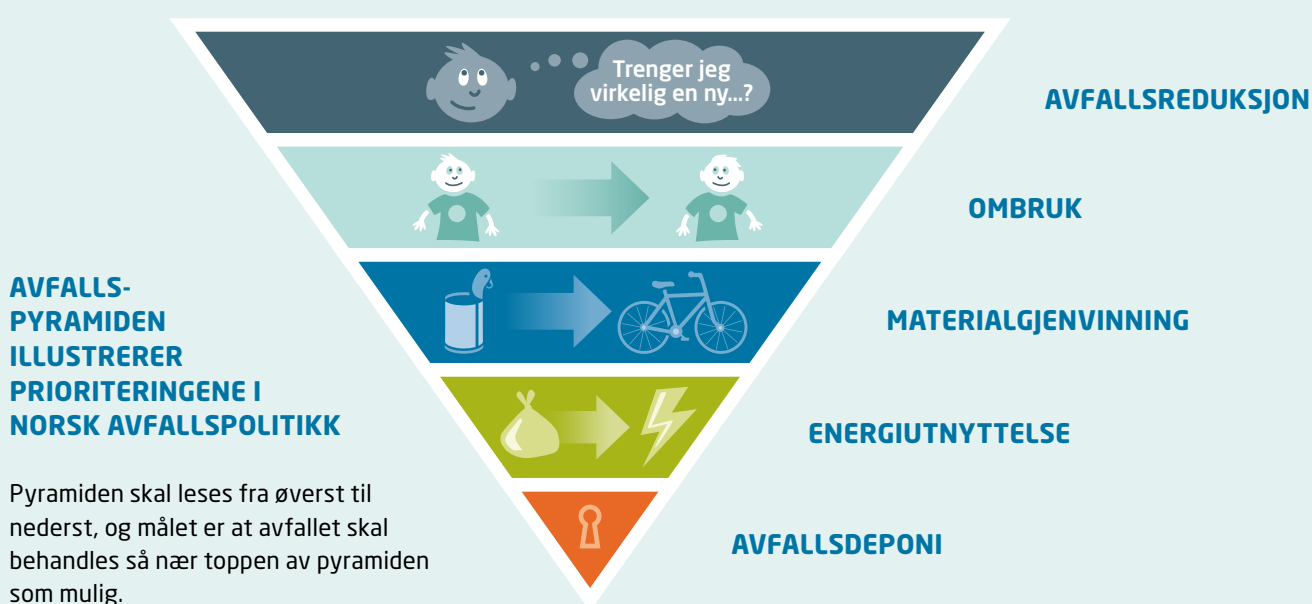 Trenger jeg
virkelig en ny...?
AVFALLSREDUKSJON
OMBRUK
MATERIALGJENVINNING
ENERGIUTNYTTELSE
AVFALLSDEPONI
AVFALLS-
PYRAMIDEN
ILLUSTRERER
PRIORITERINGENE I
NORSK AVFALLSPOLITIKK
Pyramiden skal leses fra øverst til
nederst, og målet er at avfallet skal
behandles så nær toppen av pyramiden
som mulig.